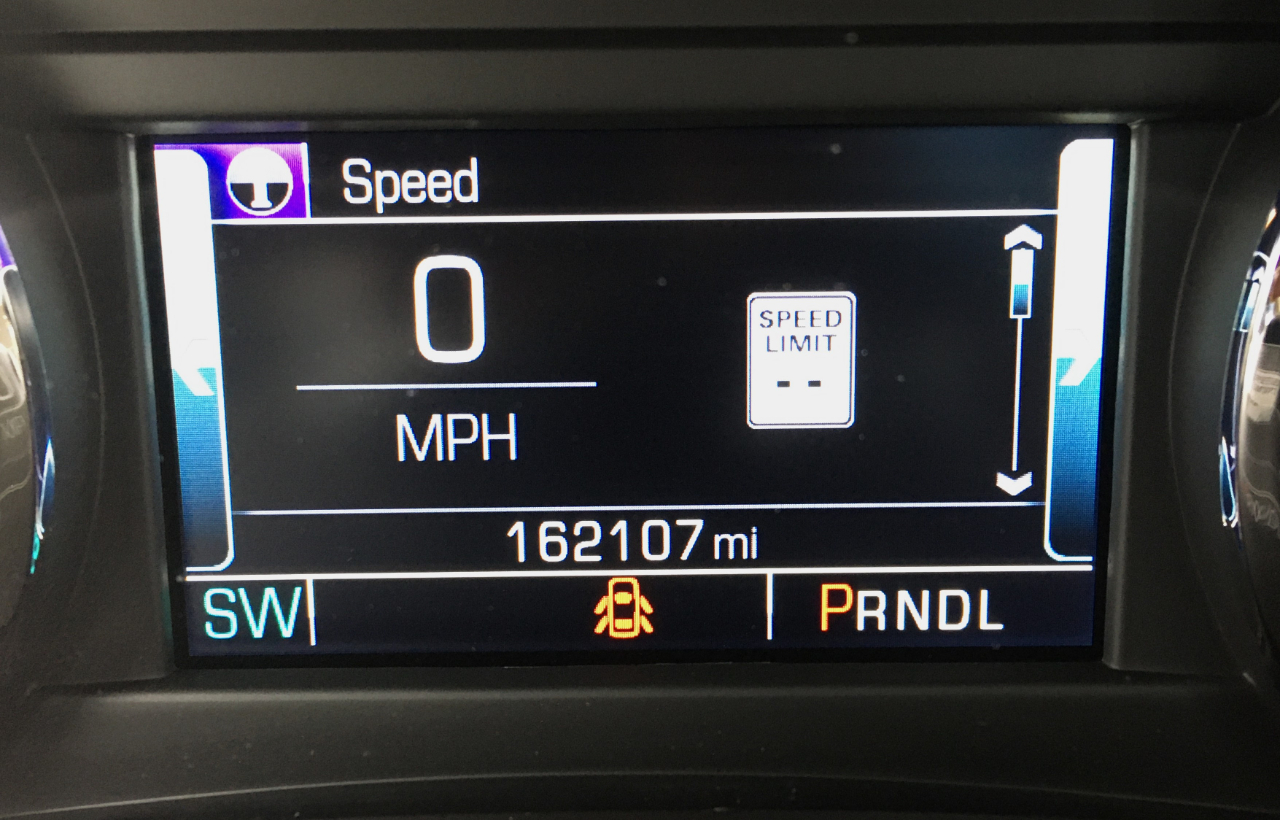 Speed
0
MPH
SPEED
LIMIT
--
162107 mi
SW
PRNDL